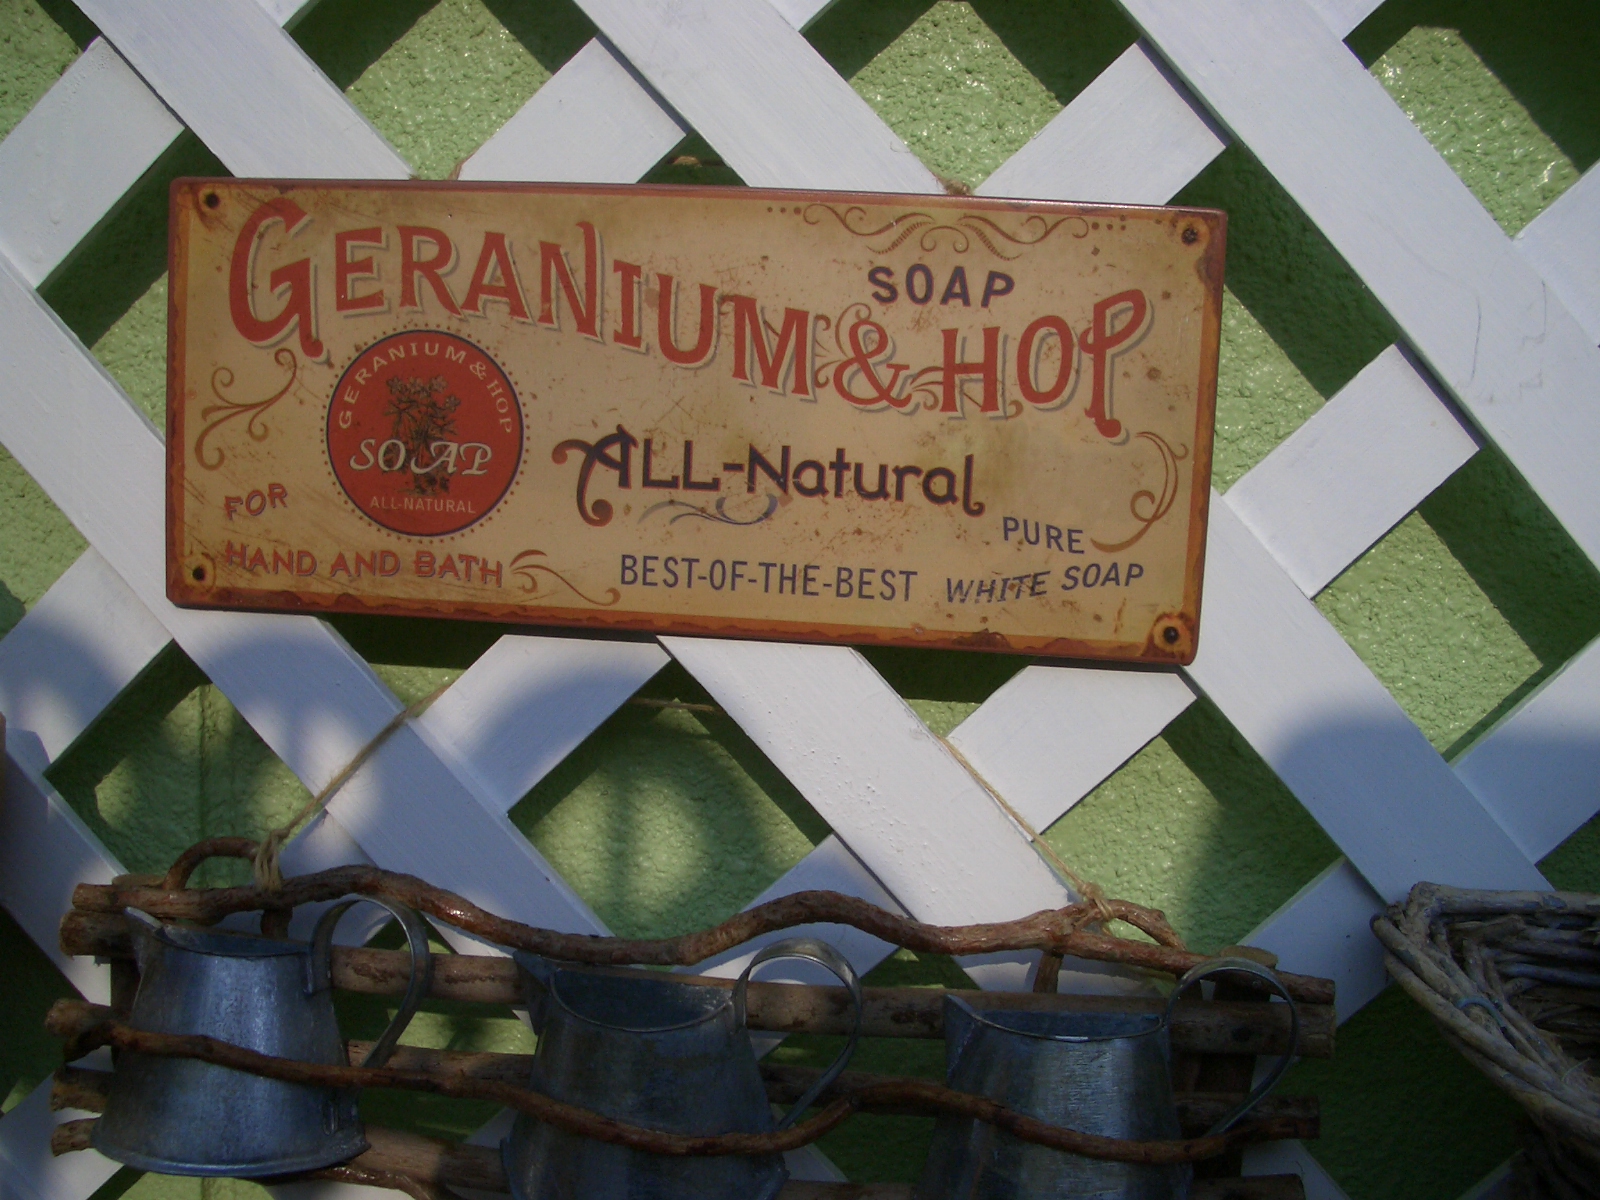 SOAP
GERANIUM & HOP
GERANIUM & HOP
SOAP
ALL-NATURAL
ALL-Natural
FOR
HAND AND BATH
BEST-OF-THE-BEST
PURE
WHITE SOAP